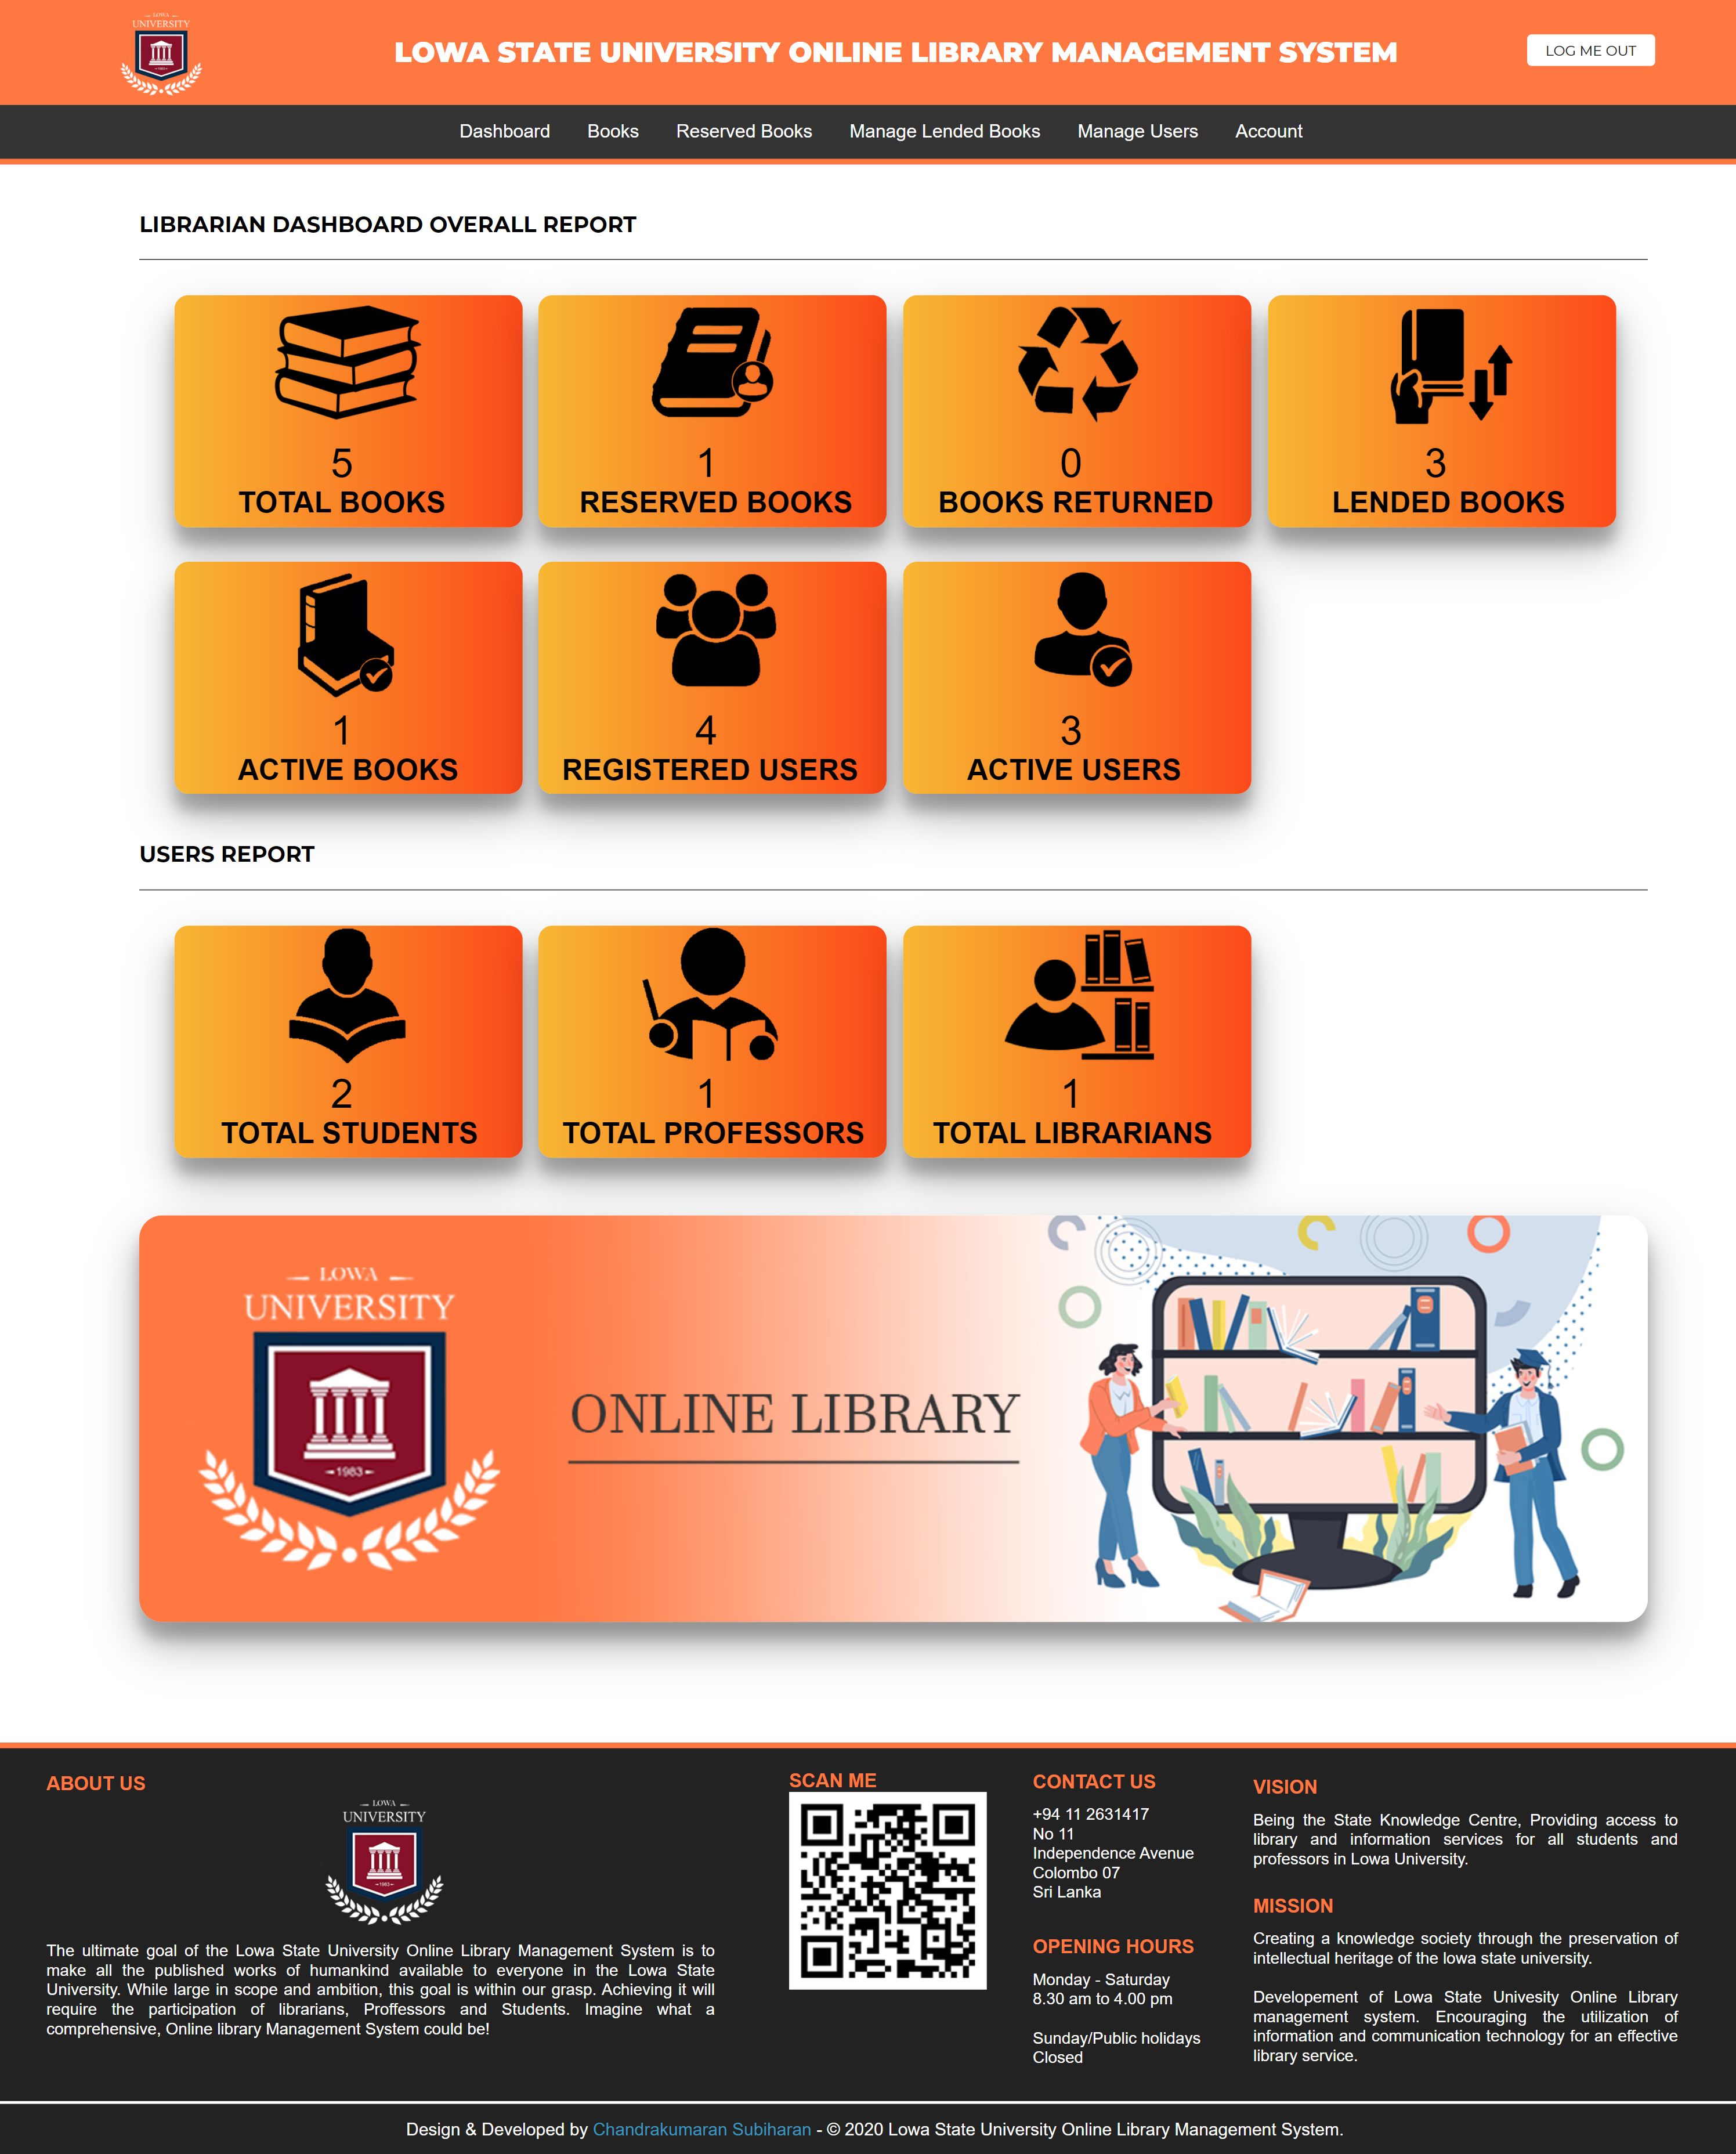 LOWA
UNIVERSITY
LOWA STATE UNIVERSITY ONLINE LIBRARY MANAGEMENT SYSTEM
LOG ME OUT
Dashboard Books Reserved Books Manage Lended Books Manage Users Account
LIBRARIAN DASHBOARD OVERALL REPORT
5
TOTAL BOOKS
1
RESERVED BOOKS
0
BOOKS RETURNED
3
LENDED BOOKS
1
ACTIVE BOOKS
4
REGISTERED USERS
3
ACTIVE USERS
USERS REPORT
2
TOTAL STUDENTS
1
TOTAL PROFESSORS
1
TOTAL LIBRARIANS
LOWA
UNIVERSITY
1983
ONLINE LIBRARY
ABOUT US
LOWA
UNIVERSITY
1983
The ultimate goal of the Lowa State University Online Library Management System is to
make all the published works of humankind available to everyone in the Lowa State
University. While large in scope and ambition, this goal is within our grasp. Achieving it will
require the participation of librarians, Proffessors and Students. Imagine what a
comprehensive, Online library Management System could be!
SCAN ME
CONTACT US
+94 11 2631417
No 11
Independence Avenue
Colombo 07
Sri Lanka
OPENING HOURS
Monday - Saturday
8.30 am to 4.00 pm
Sunday/Public holidays
Closed
VISION
Being the State Knowledge Centre, Providing access to
library and information services for all students and
professors in Lowa University.
MISSION
Creating a knowledge society through the preservation of
intellectual heritage of the lowa state university.
Developement of Lowa State Univesity Online Library
management system. Encouraging the utilization of
information and communication technology for an effective
library service.
Design & Developed by Chandrakumaran Subiharan - © 2020 Lowa State University Online Library Management System.